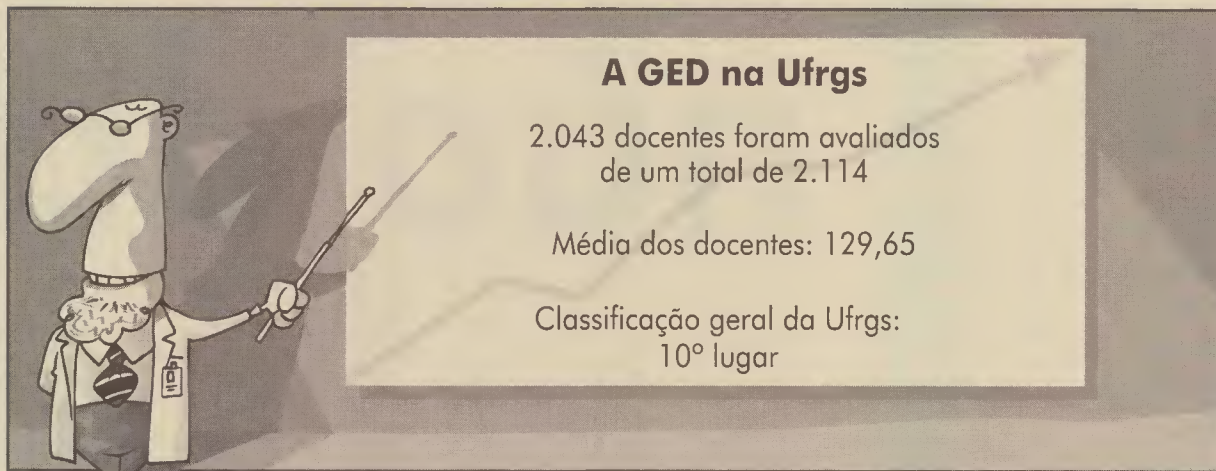 A GED na Ufrgs
2.043 docentes foram avaliados
de um total de 2.114
Média dos docentes: 129,65
Classificação geral da Ufrgs:
10º lugar